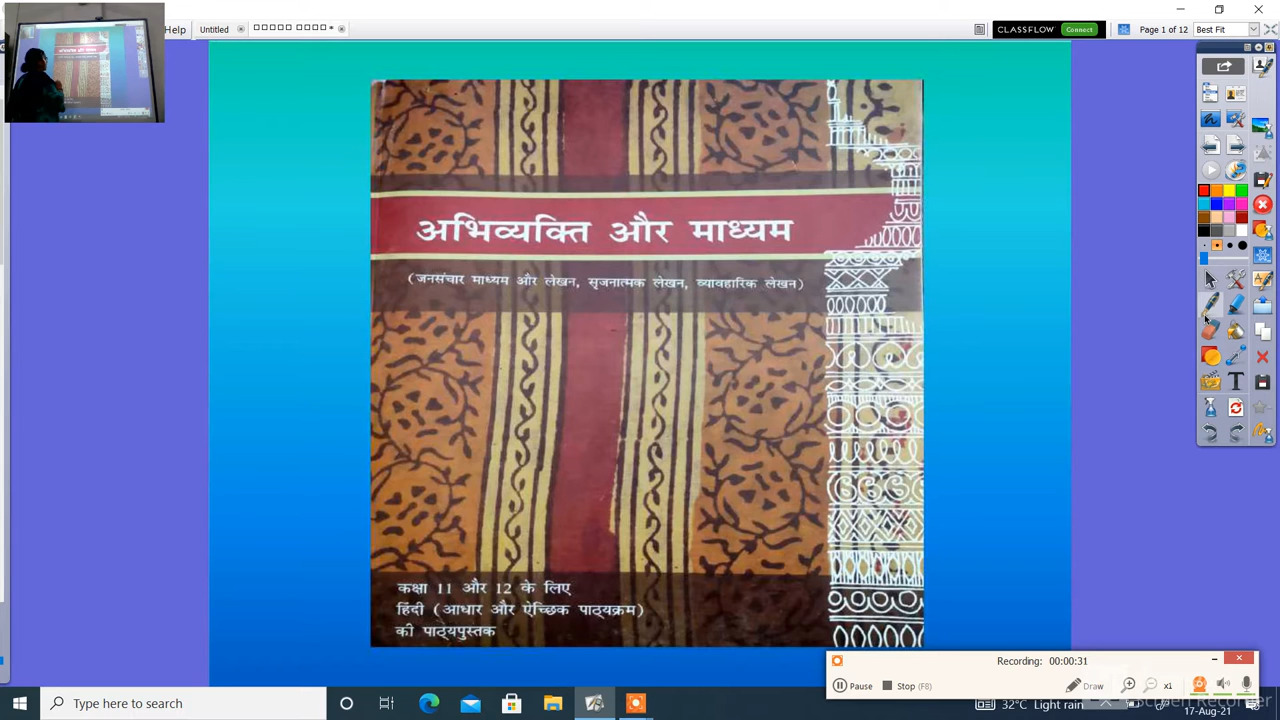 Help
Untitled
CLASSFLOW Connect
Page 1 of 12
Best Fit
अभिव्यक्ति और माध्यम
(जनसंचार माध्यम और लेखन, सृजनात्मक लेखन, व्यावहारिक लेखन)
कक्षा 11 और 12 के लिए
हिंदी (आधार और ऐच्छिक पाठ्यक्रम)
की पाठ्यपुस्तक
Recording: 00:00:31
Pause
Stop (F8)
Draw
x1
Type here to search
32°C Light rain
17-Aug-21